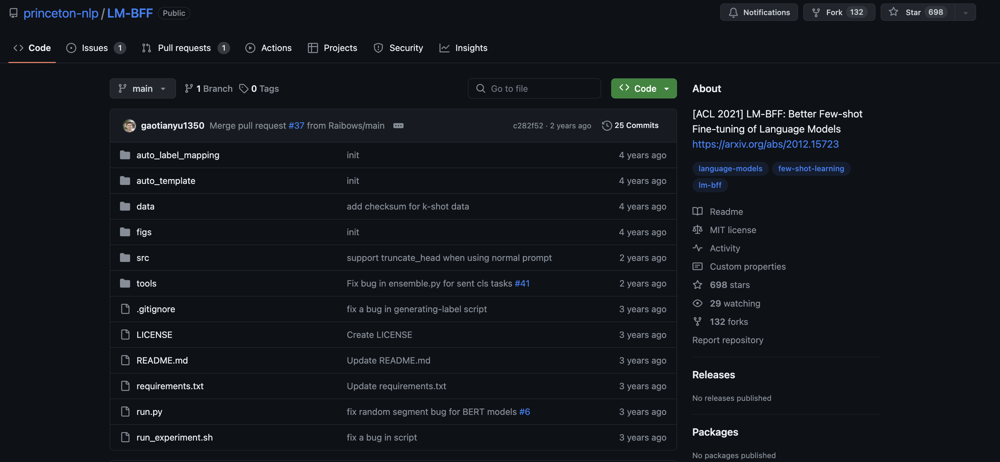 princeton-nlp / LM-BFF Public
Notifications Fork 132 Star 698
Code Issues 1 Pull requests 1 Actions Projects Security Insights
main 1 Branch 0 Tags Go to file Code
gaotianyu1350 Merge pull request #37 from Raibows/main c282f52 · 2 years ago 25 Commits
auto_label_mapping init 4 years ago
auto_template init 4 years ago
data add checksum for k-shot data 4 years ago
figs init 4 years ago
src support truncate_head when using normal prompt 2 years ago
tools Fix bug in ensemble.py for sent cls tasks #41 2 years ago
.gitignore fix a bug in generating-label script 3 years ago
LICENSE Create LICENSE 3 years ago
README.md Update README.md 3 years ago
requirements.txt Update requirements.txt 3 years ago
run.py fix random segment bug for BERT models #6 3 years ago
run_experiment.sh fix a bug in script 3 years ago
About
[ACL 2021] LM-BFF: Better Few-shot
Fine-tuning of Language Models
https://arxiv.org/abs/2012.15723
language-models few-shot-learning
lm-bff
Readme
MIT license
Activity
Custom properties
698 stars
29 watching
132 forks
Report repository
Releases
No releases published
Packages
No packages published